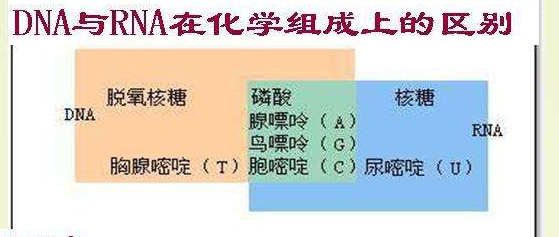 DNA与RNA在化学组成上的区别
脱氧核糖 磷酸 核糖
DNA 腺嘌呤（A） RNA
鸟嘌呤（G）
胸腺嘧啶（T） 胞嘧啶（C） 尿嘧啶（U）